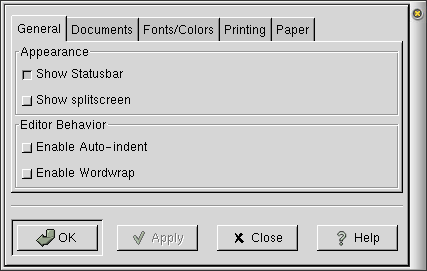 General Documents Fonts/Colors Printing Paper
Appearance
Show Statusbar
Show splitscreen
Editor Behavior
Enable Auto-indent
Enable Wordwrap
OK Apply Close Help